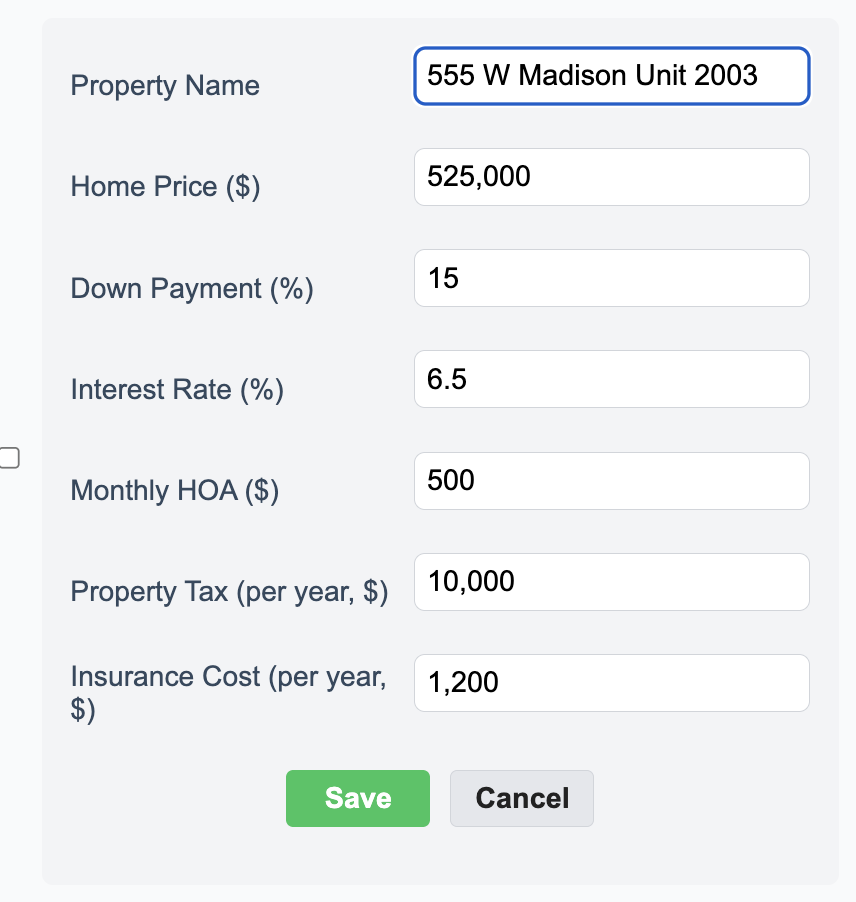 Property Name
555 W Madison Unit 2003
Home Price ($)
525,000
Down Payment (%)
15
Interest Rate (%)
6.5
Monthly HOA ($)
500
Property Tax (per year, $)
10,000
Insurance Cost (per year,
$)
1,200
Save
Cancel